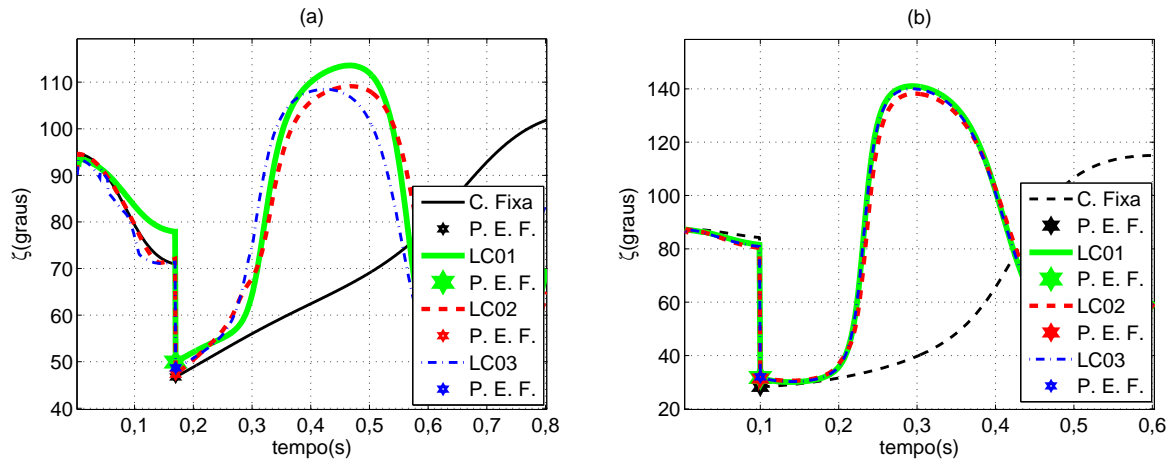 (a)
ζ(graus)
110
100
90
80
70
60
50
40
0,1 0,2 0,3 0,4 0,5 0,6 0,7 0,8
tempo(s)
C. Fixa
P. E. F.
LC01
P. E. F.
LC02
P. E. F.
LC03
P. E. F.
(b)
ζ(graus)
140
120
100
80
60
40
20
0,1 0,2 0,3 0,4 0,5 0,6
tempo(s)
C. Fixa
P. E. F.
LC01
P. E. F.
LC02
P. E. F.
LC03
P. E. F.